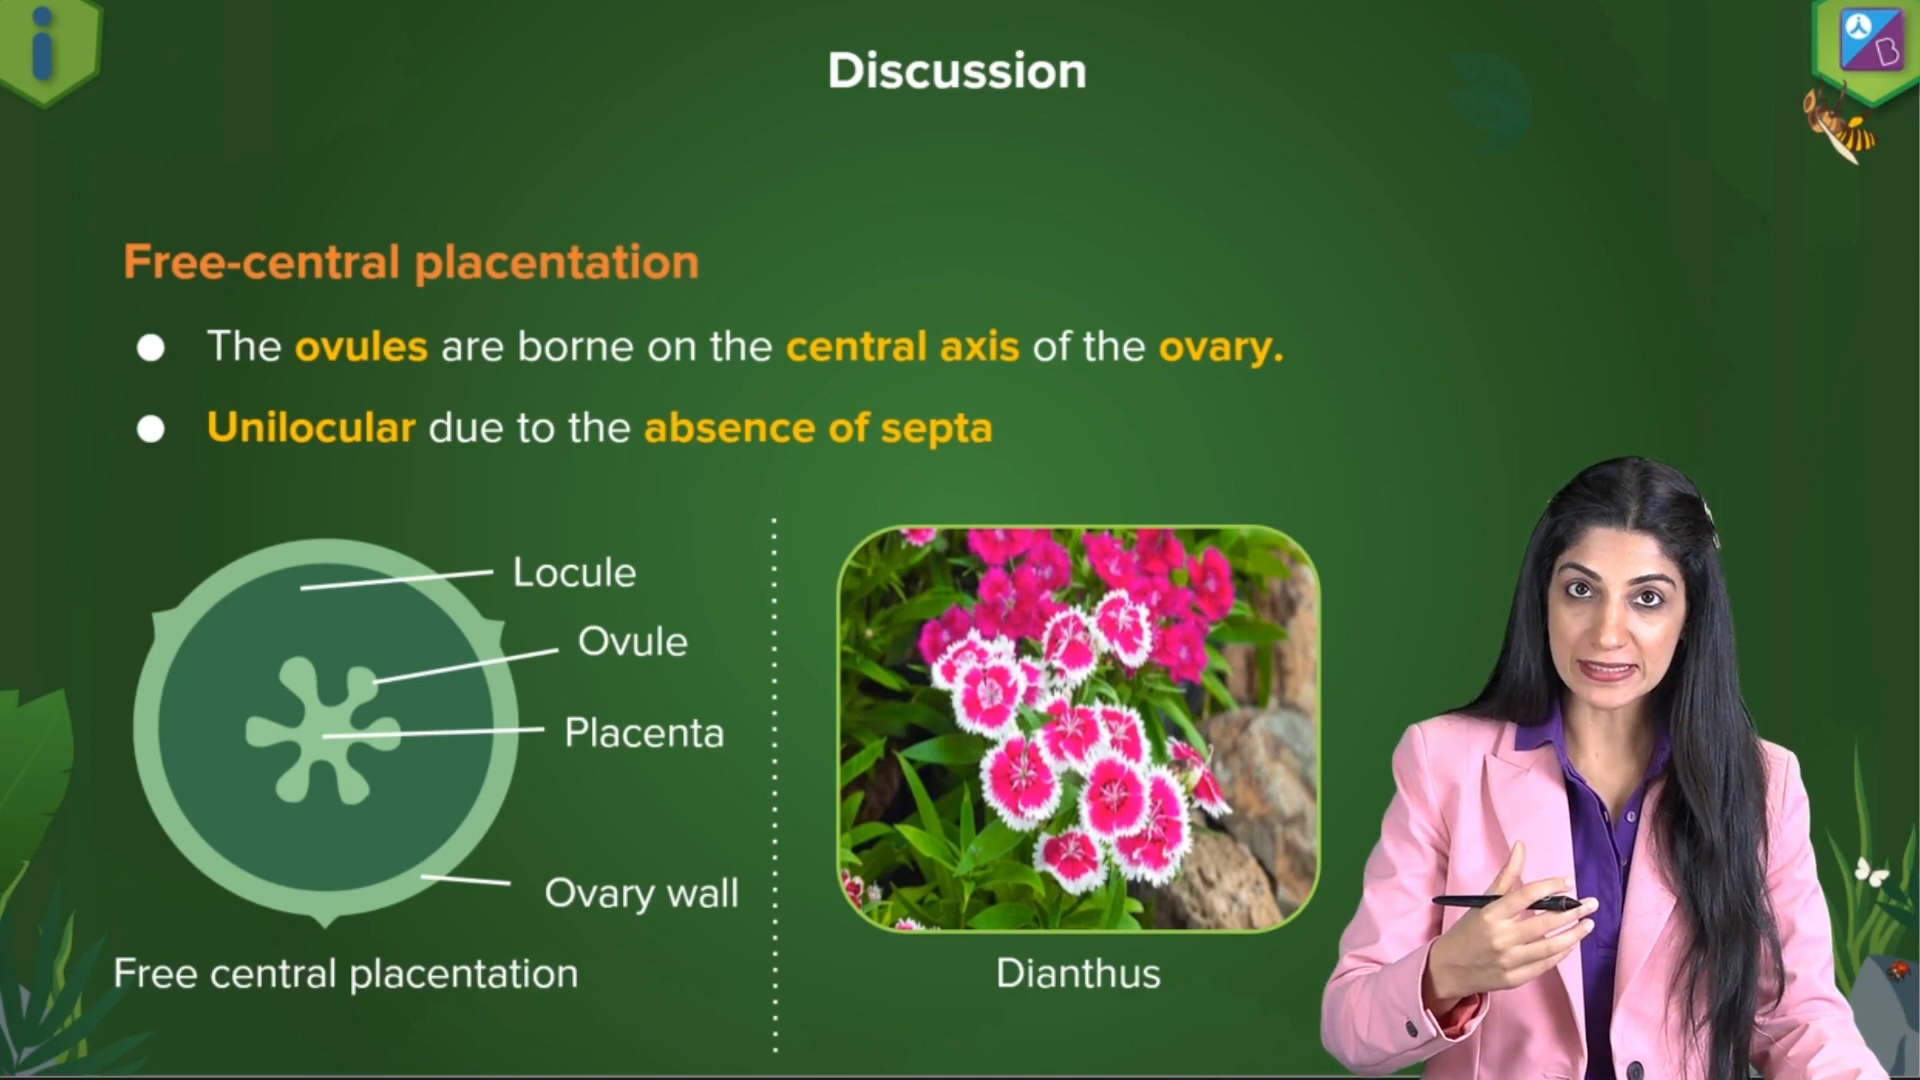 Discussion
Free-central placentation
The ovules are borne on the central axis of the ovary.
Unilocular due to the absence of septa
Locule
Ovule
Placenta
Ovary wall
Free central placentation
Dianthus
B